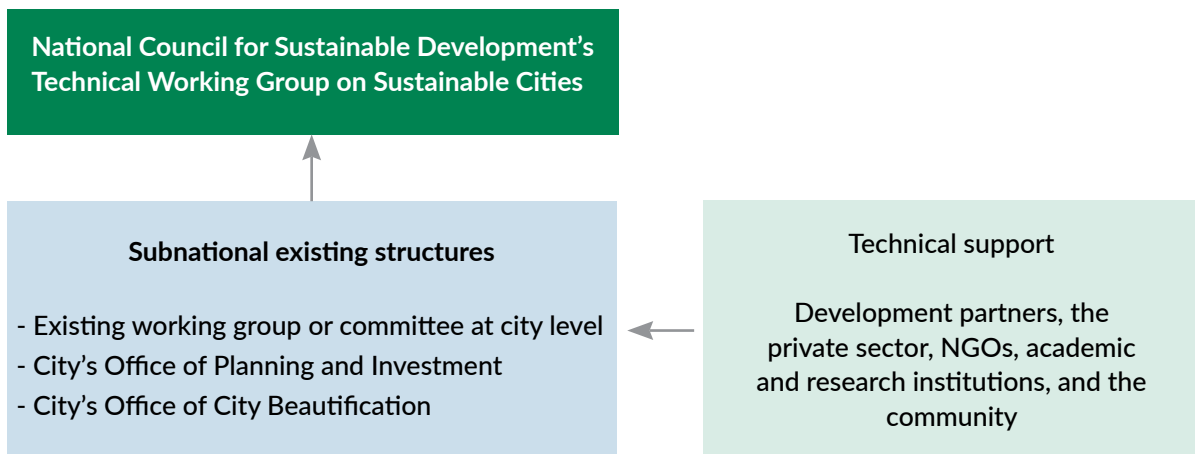 National Council for Sustainable Development’s
Technical Working Group on Sustainable Cities
Subnational existing structures
- Existing working group or committee at city level
- City’s Office of Planning and Investment
- City’s Office of City Beautification
Technical support
Development partners, the
private sector, NGOs, academic
and research institutions, and the
community